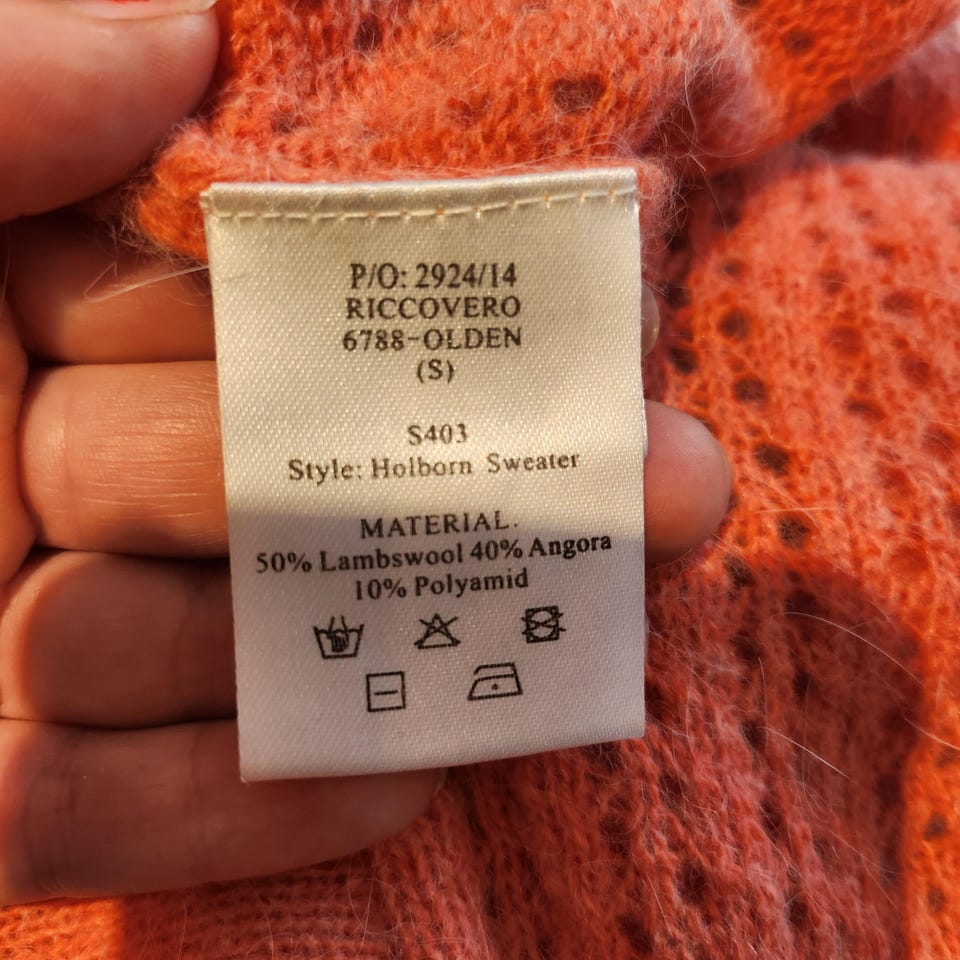 P/O: 2924/14
RICCOVERO
6788-OLDEN
(S)
S403
Style: Holborn Sweater
MATERIAL:
50% Lambswool 40% Angora
10% Polyamid